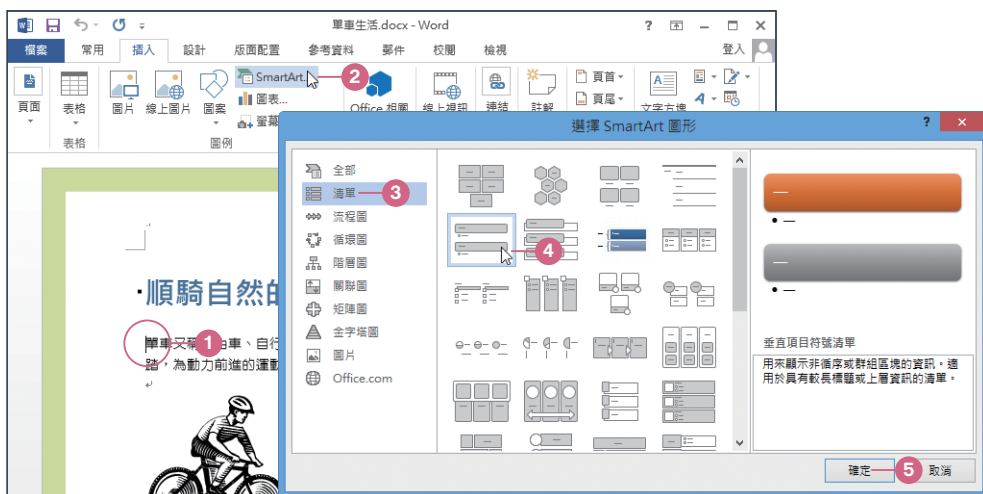 單車生活.docx - Word
檔案 常用 插入 設計 版面配置 參考資料 郵件 校閱 檢視 登入
頁面
表格
圖片
線上圖片
圖案
SmartArt...
圖表...
螢幕
Office 相關
線上視訊
連結
註解
頁首
頁尾
文字方塊
表格
圖例
2
選擇 SmartArt 圖形
全部
清單
3
流程圖
循環圖
階層圖
關聯圖
矩陣圖
金字塔圖
圖片
Office.com
4
垂直項目符號清單
用來顯示非循序或群組區塊的資訊。適
用於具有較長標題或上層資訊的清單。
確定
5
取消
順騎自然的
1
單車又稱 由車、自行
踏，為動力前進的運動